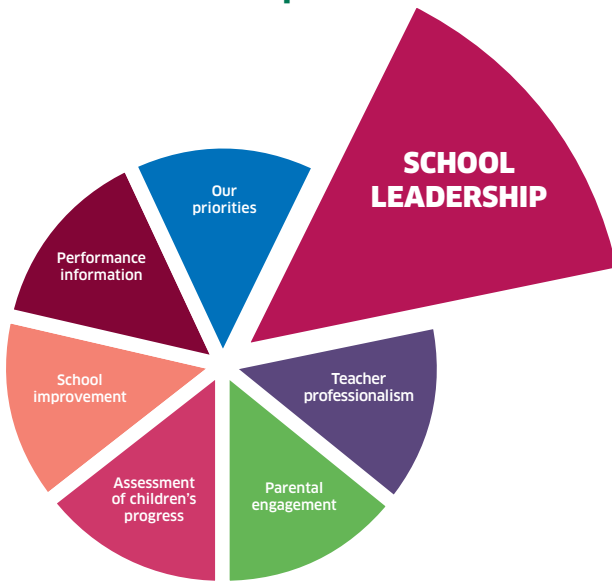 SCHOOL
LEADERSHIP
Our
priorities
Performance
information
Teacher
professionalism
School
improvement
Assessment
of children's
progress
Parental
engagement